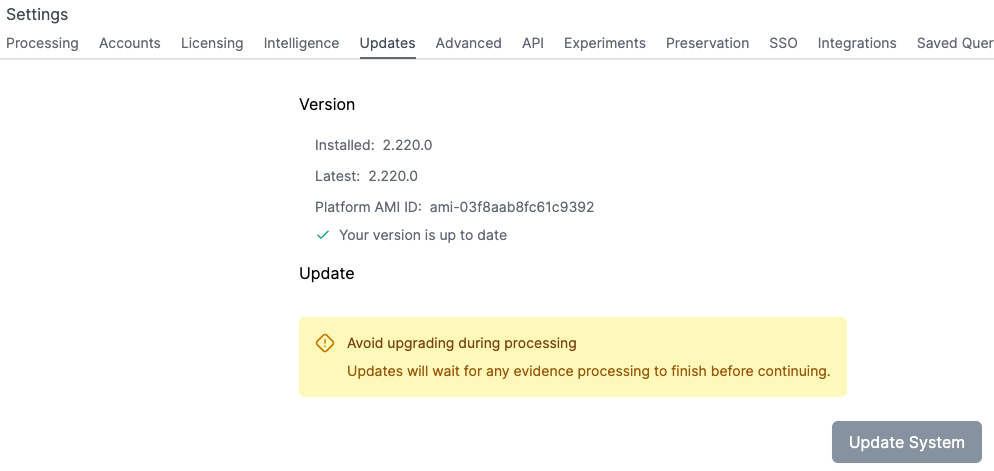 Settings
Processing Accounts Licensing Intelligence Updates Advanced API Experiments Preservation SSO Integrations Saved Quer
Version
Installed: 2.220.0
Latest: 2.220.0
Platform AMI ID: ami-03f8aab8fc61c9392
Your version is up to date
Update
Avoid upgrading during processing
Updates will wait for any evidence processing to finish before continuing.
Update System